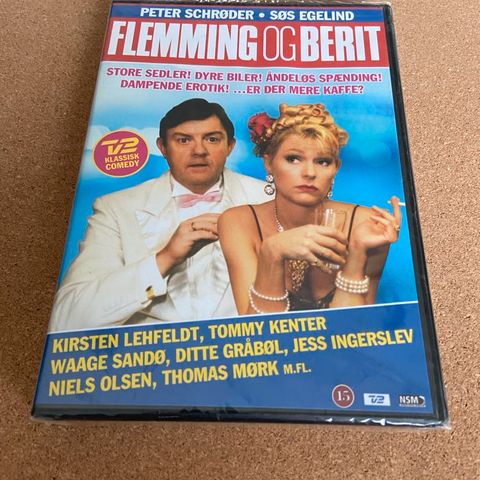 PETER SCHRØDER • SØS EGELIND
FLEMMING OG BERIT
STORE SEDLER! DYRE BILER! ÅNDELØS SPÆNDING!
DAMPENDE EROTIK! ...ER DER MERE KAFFE?
TV2
KLASSISK
COMEDY
KIRSTEN LEHFELDT, TOMMY KENTER
WAAGE SANDØ, DITTE GRÅBØL, JESS INGERSLEV
NIELS OLSEN, THOMAS MØRK M.FL.
15 TV2 NSM